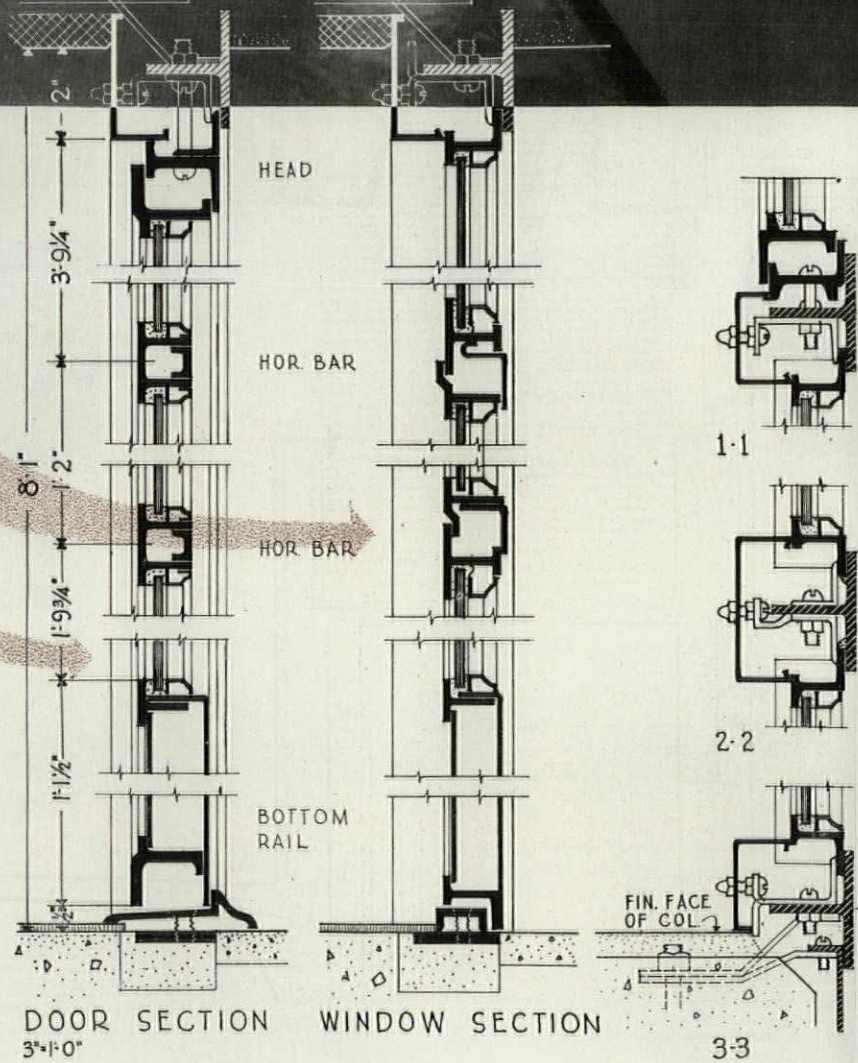 2"
HEAD
3'-9¼"
HOR. BAR
1-1
8'-1"
1'-2"
HOR. BAR
1'-9¾"
2-2
1'-1½"
BOTTOM
RAIL
FIN. FACE
OF COL.
DOOR SECTION
3"=1'-0"
WINDOW SECTION
3-3